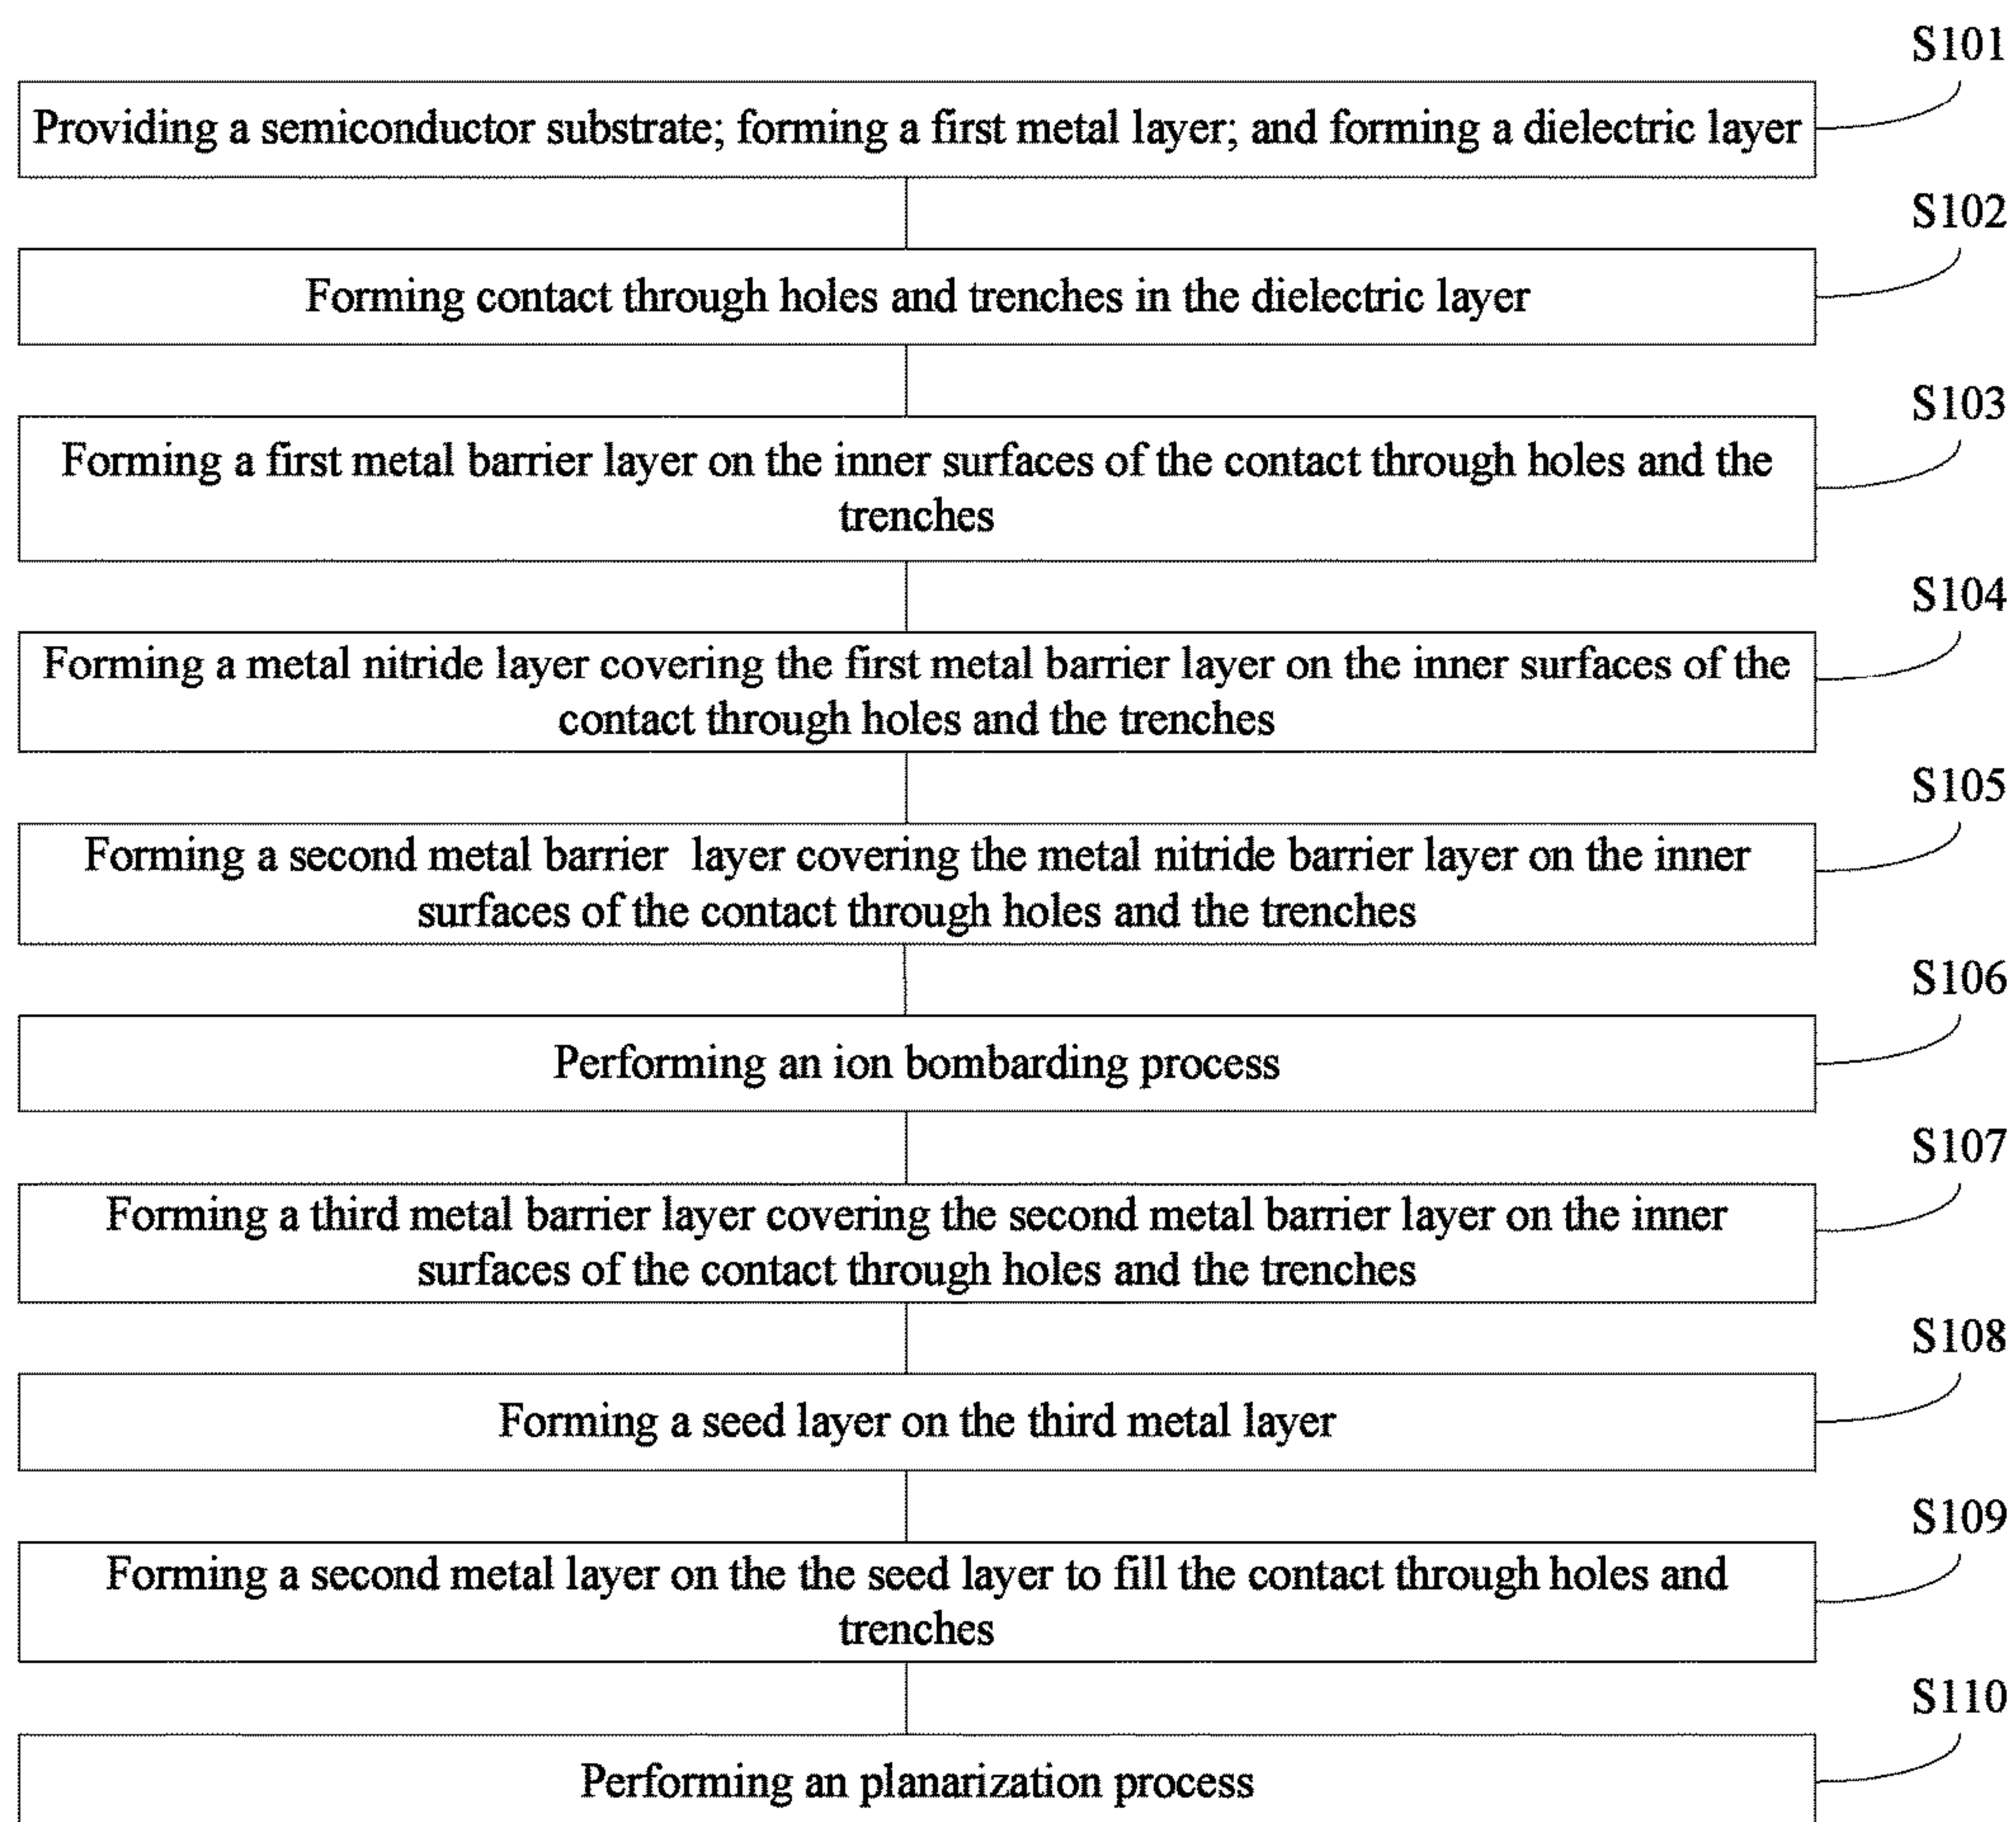 S101
Providing a semiconductor substrate; forming a first metal layer; and forming a dielectric layer
S102
Forming contact through holes and trenches in the dielectric layer
S103
Forming a first metal barrier layer on the inner surfaces of the contact through holes and the
trenches
S104
Forming a metal nitride layer covering the first metal barrier layer on the inner surfaces of the
contact through holes and the trenches
S105
Forming a second metal barrier layer covering the metal nitride barrier layer on the inner
surfaces of the contact through holes and the trenches
S106
Performing an ion bombarding process
S107
Forming a third metal barrier layer covering the second metal barrier layer on the inner
surfaces of the contact through holes and the trenches
S108
Forming a seed layer on the third metal layer
S109
Forming a second metal layer on the the seed layer to fill the contact through holes and
trenches
S110
Performing an planarization process